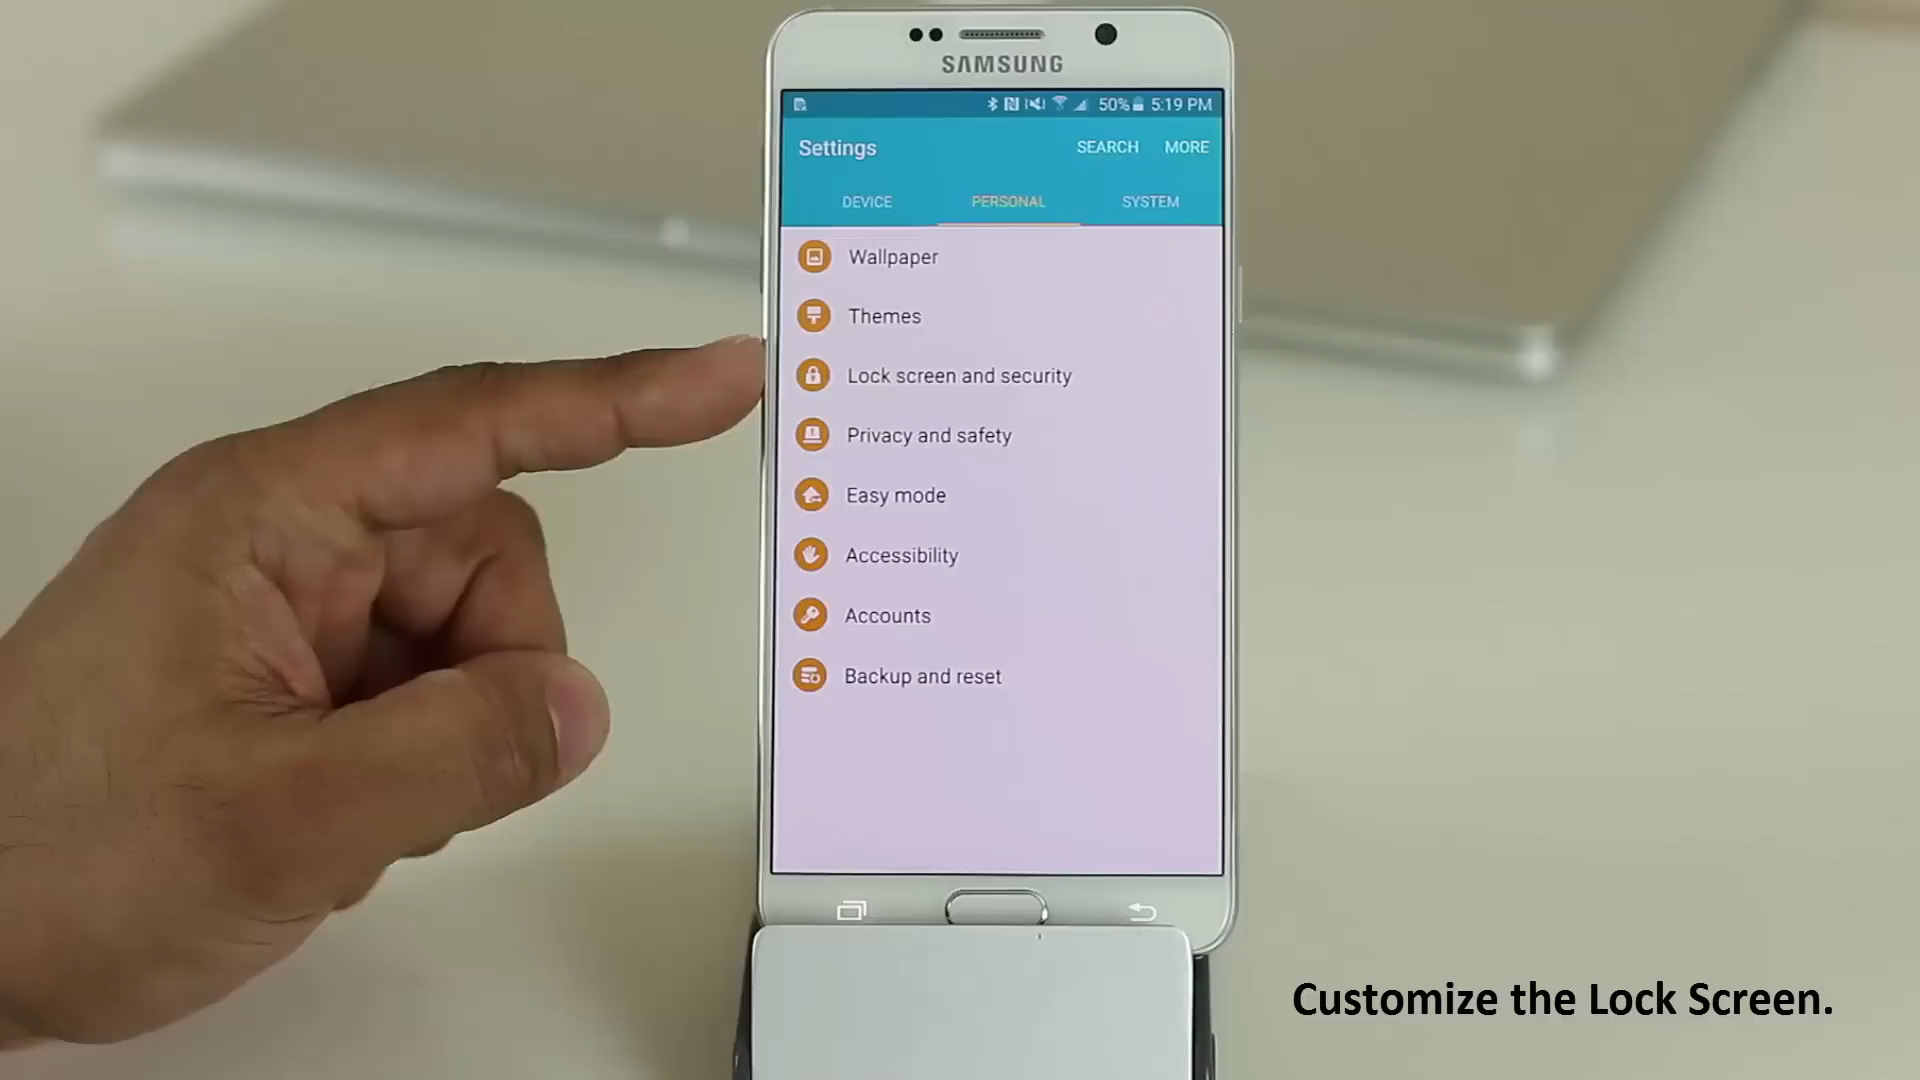 SAMSUNG
50% 5:19 PM
Settings SEARCH MORE
DEVICE PERSONAL SYSTEM
Wallpaper
Themes
Lock screen and security
Privacy and safety
Easy mode
Accessibility
Accounts
Backup and reset
Customize the Lock Screen.